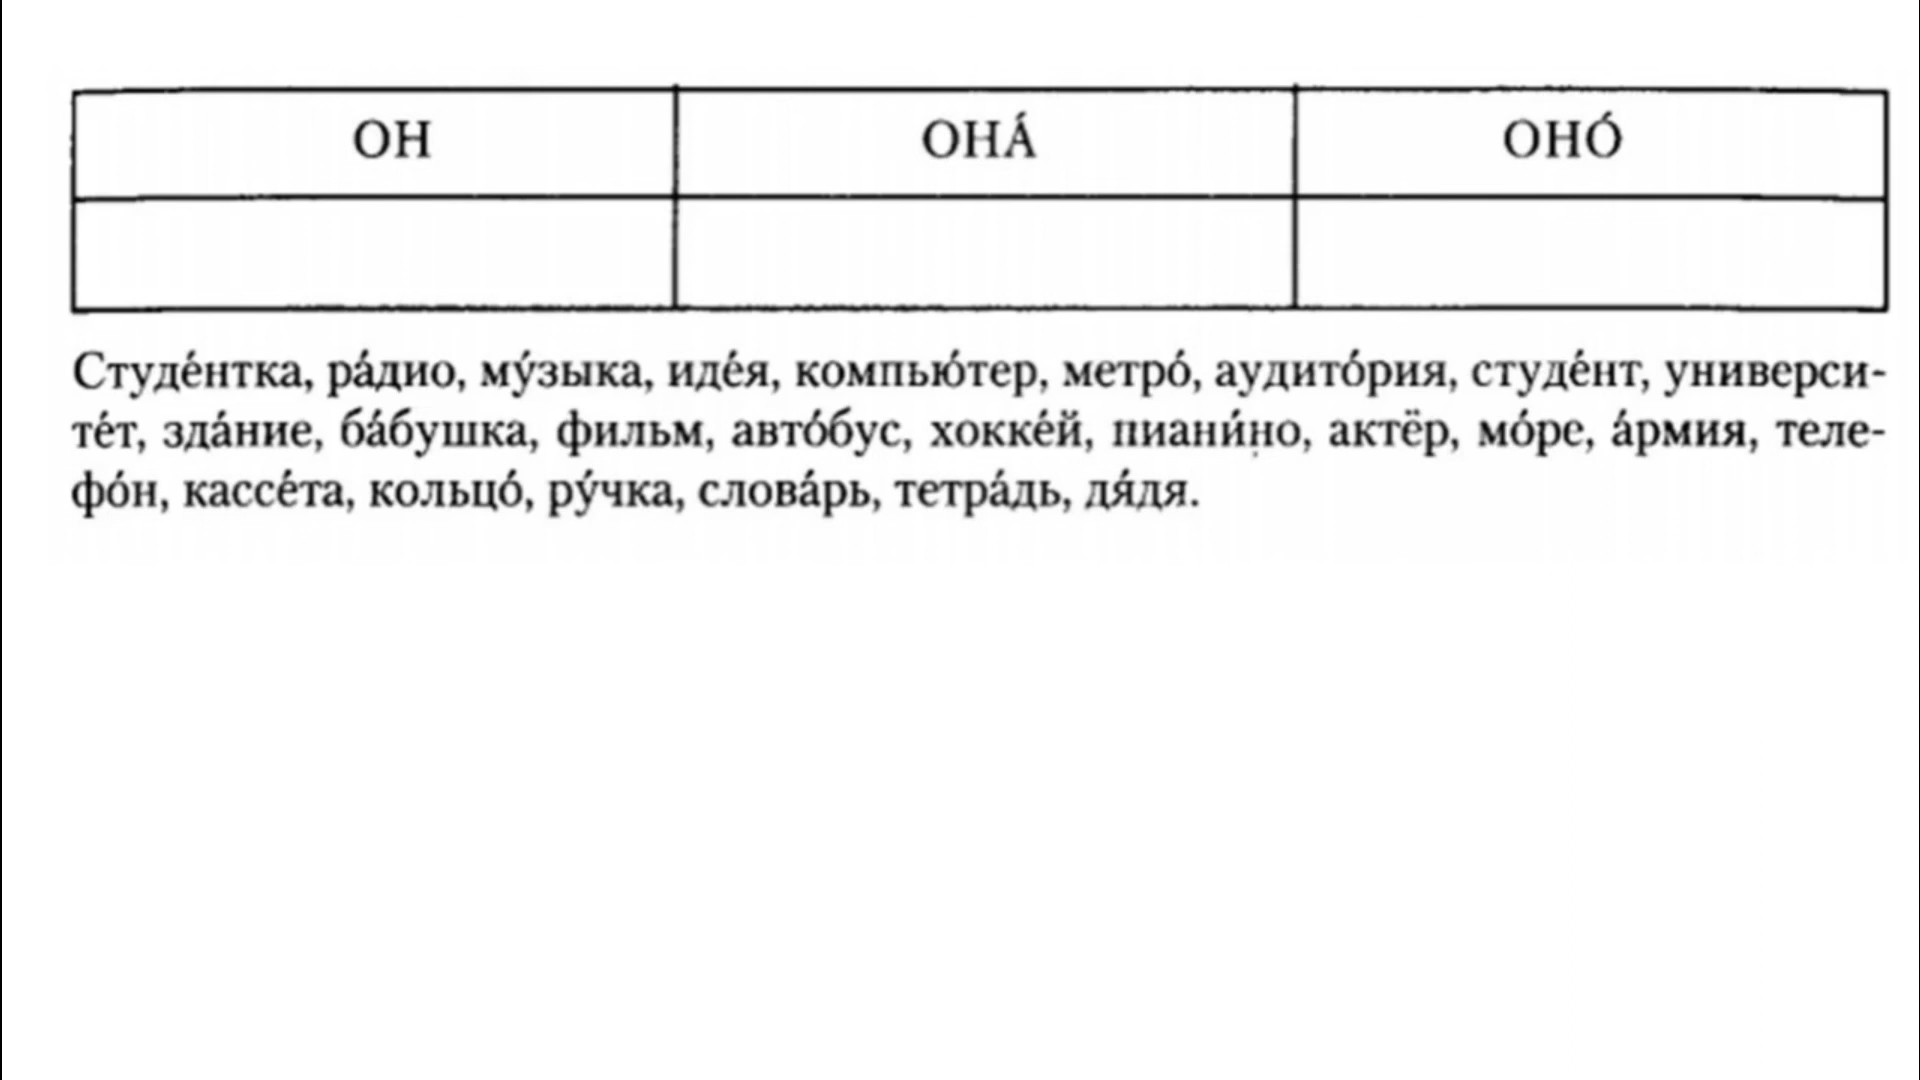 ОН ОНА́ ОНО́
Студе́нтка, ра́дио, му́зыка, иде́я, компью́тер, метро́, аудито́рия, студе́нт, универси-
те́т, зда́ние, ба́бушка, фильм, авто́бус, хокке́й, пиани́но, актёр, мо́ре, а́рмия, теле-
фо́н, кассе́та, кольцо́, ру́чка, слова́рь, тетра́дь, дя́дя.